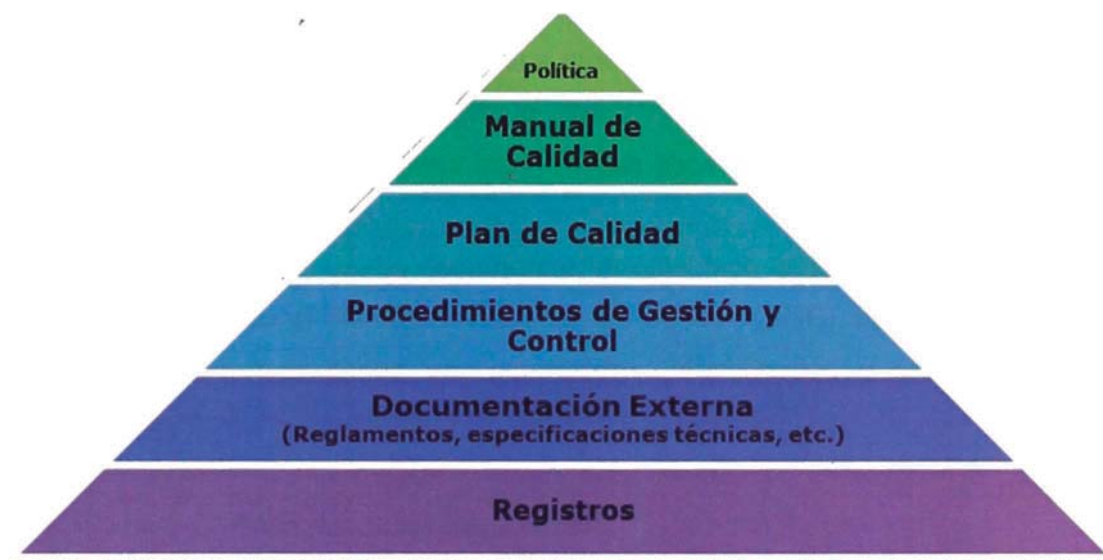 Política
Manual de
Calidad
Plan de Calidad
Procedimientos de Gestión y
Control
Documentación Externa
(Reglamentos, especificaciones técnicas, etc.)
Registros